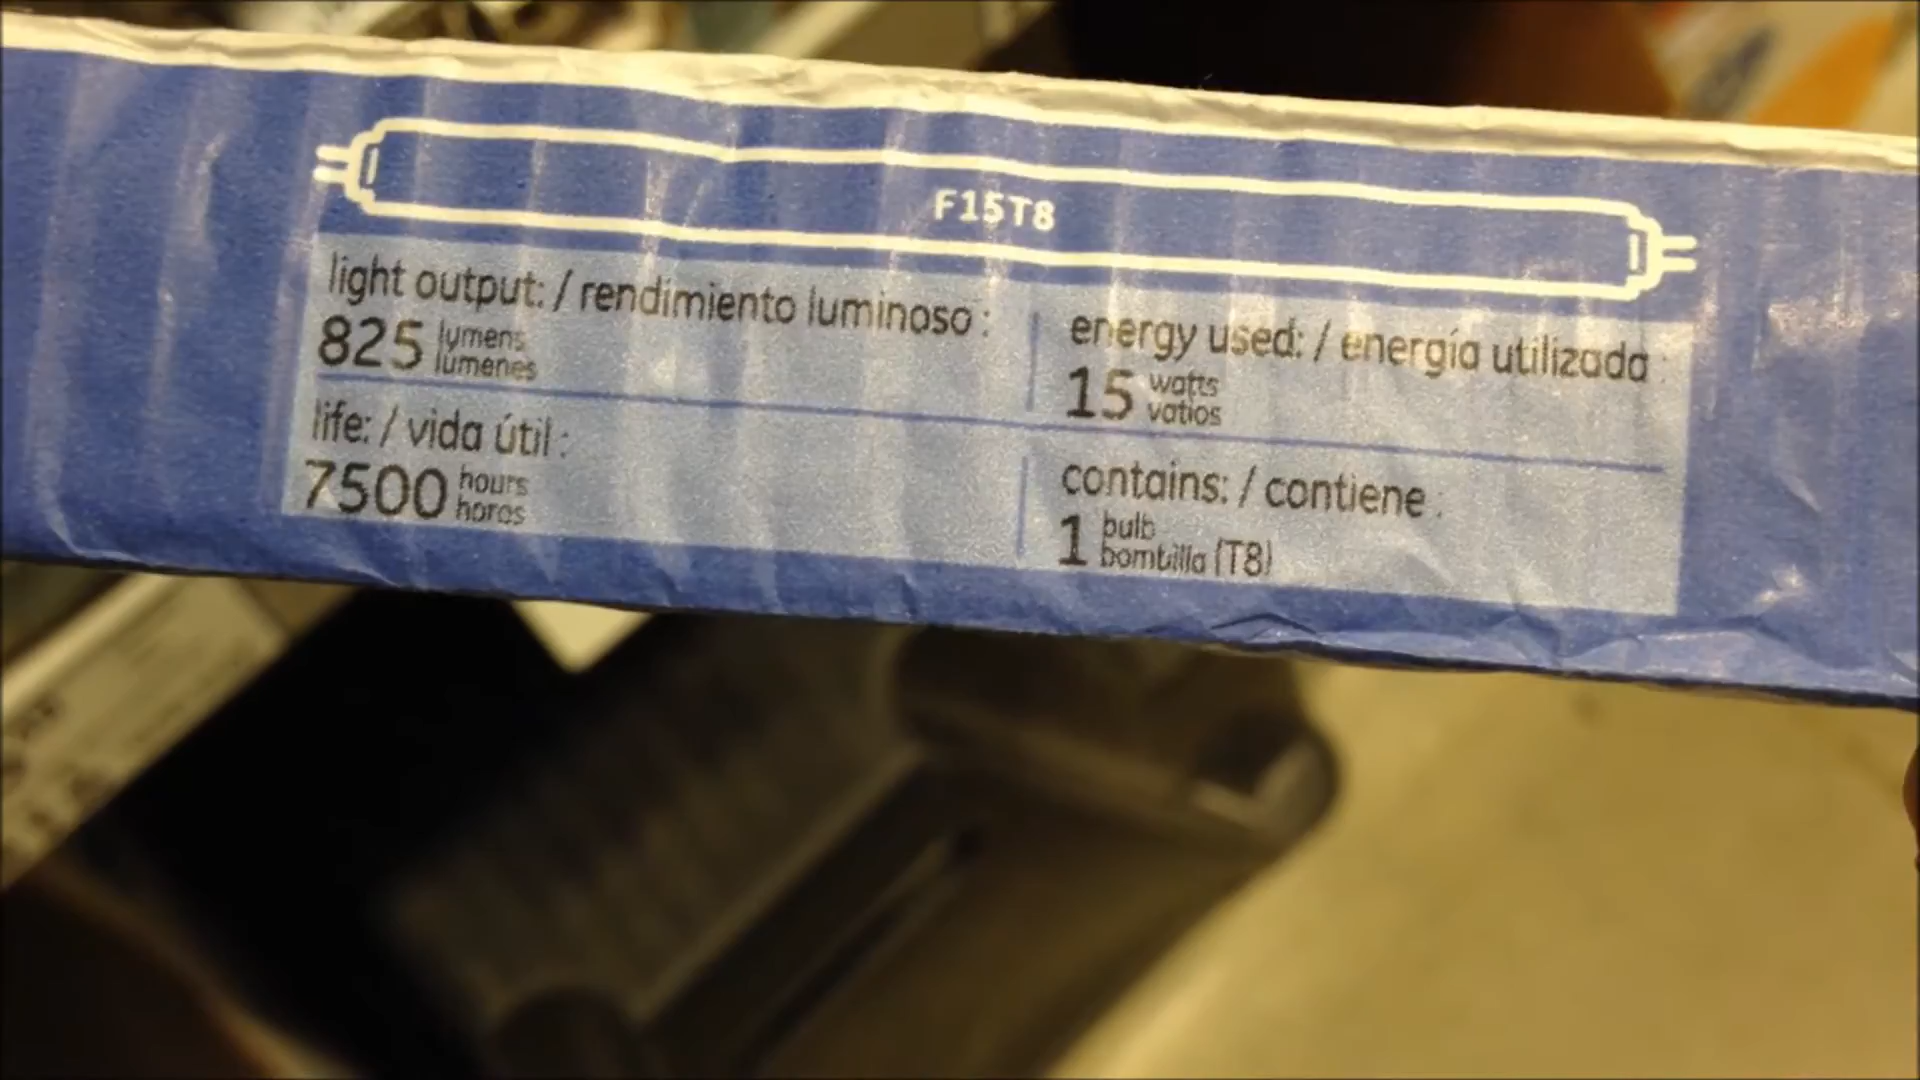 F15T8
light output: / rendimiento luminoso :
825 lumens
lúmenes
energy used: / energía utilizada :
15 watts
vatios
life: / vida útil :
7500 hours
horas
contains: / contiene :
1 bulb
bombilla (T8)